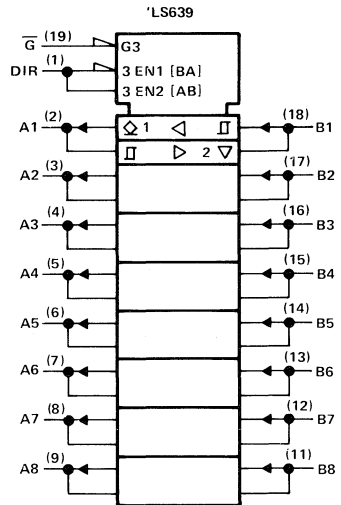 'LS639
G (19) G3
DIR (1) 3 EN1 [BA]
3 EN2 [AB]
A1 (2) 1 (18) B1
2
A2 (3) (17) B2
A3 (4) (16) B3
A4 (5) (15) B4
A5 (6) (14) B5
A6 (7) (13) B6
A7 (8) (12) B7
A8 (9) (11) B8